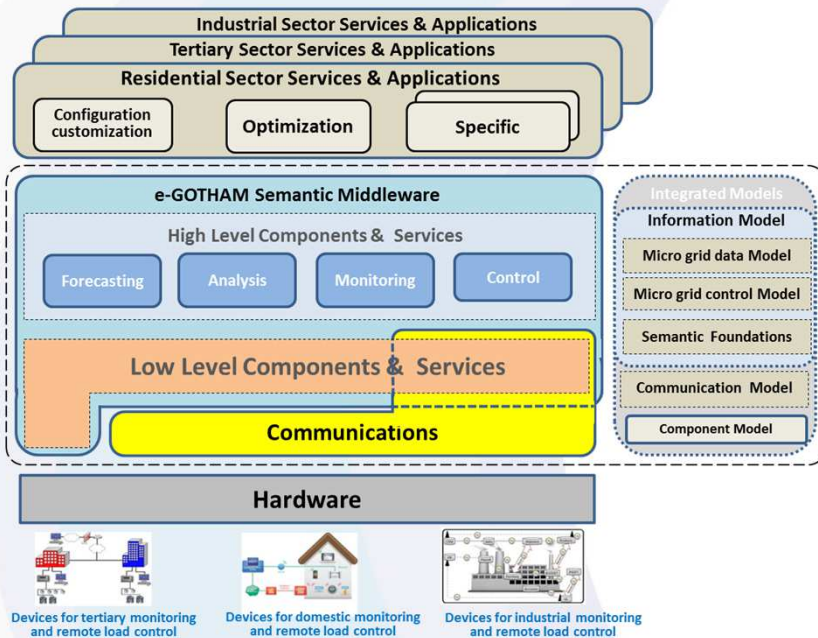 Industrial Sector Services & Applications
Tertiary Sector Services & Applications
Residential Sector Services & Applications
Configuration
customization
Optimization
Specific
e-GOTHAM Semantic Middleware
High Level Components & Services
Forecasting
Analysis
Monitoring
Control
Low Level Components & Services
Communications
Integrated Models
Information Model
Micro grid data Model
Micro grid control Model
Semantic Foundations
Communication Model
Component Model
Hardware
Devices for tertiary monitoring
and remote load control
Devices for domestic monitoring
and remote load control
Devices for industrial monitoring
and remote load control